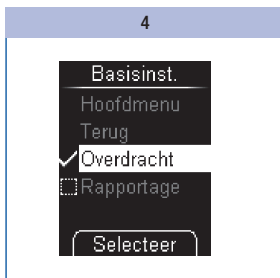 4
Basisinst.
Hoofdmenu
Terug
Overdracht
Rapportage
Selecteer